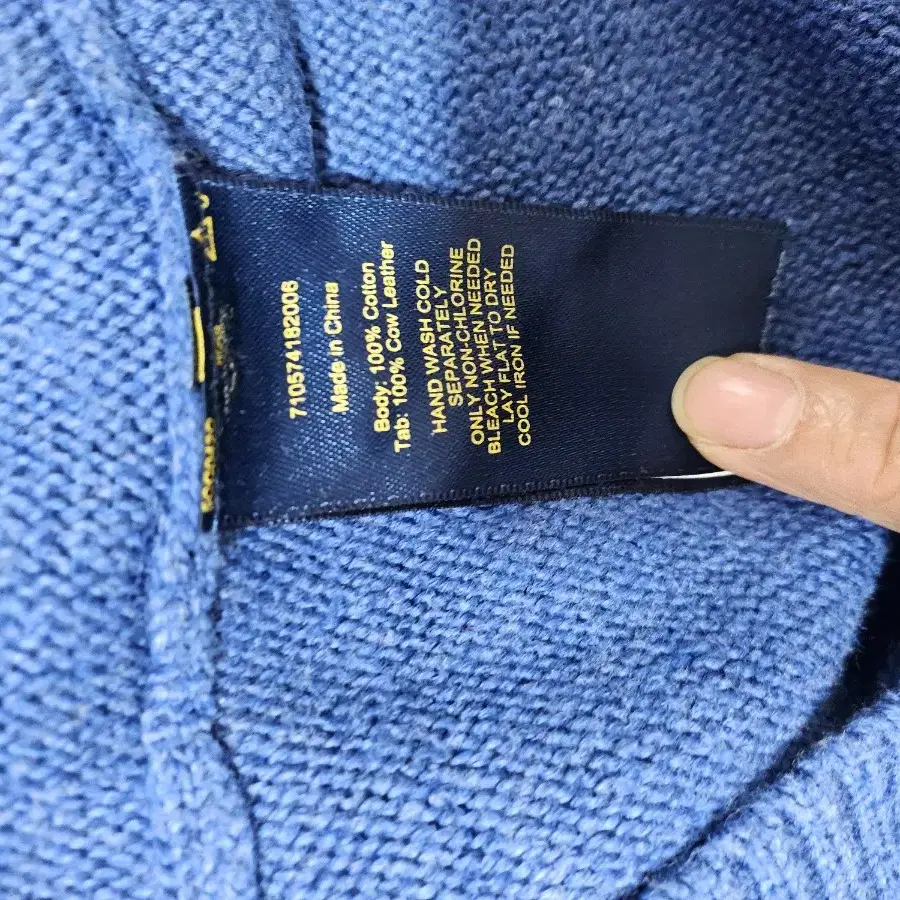 710574182006
Made in China
Body: 100% Cotton
Tab: 100% Cow Leather
HAND WASH COLD
SEPARATELY
ONLY NON-CHLORINE
BLEACH WHEN NEEDED
LAY FLAT TO DRY
COOL IRON IF NEEDED